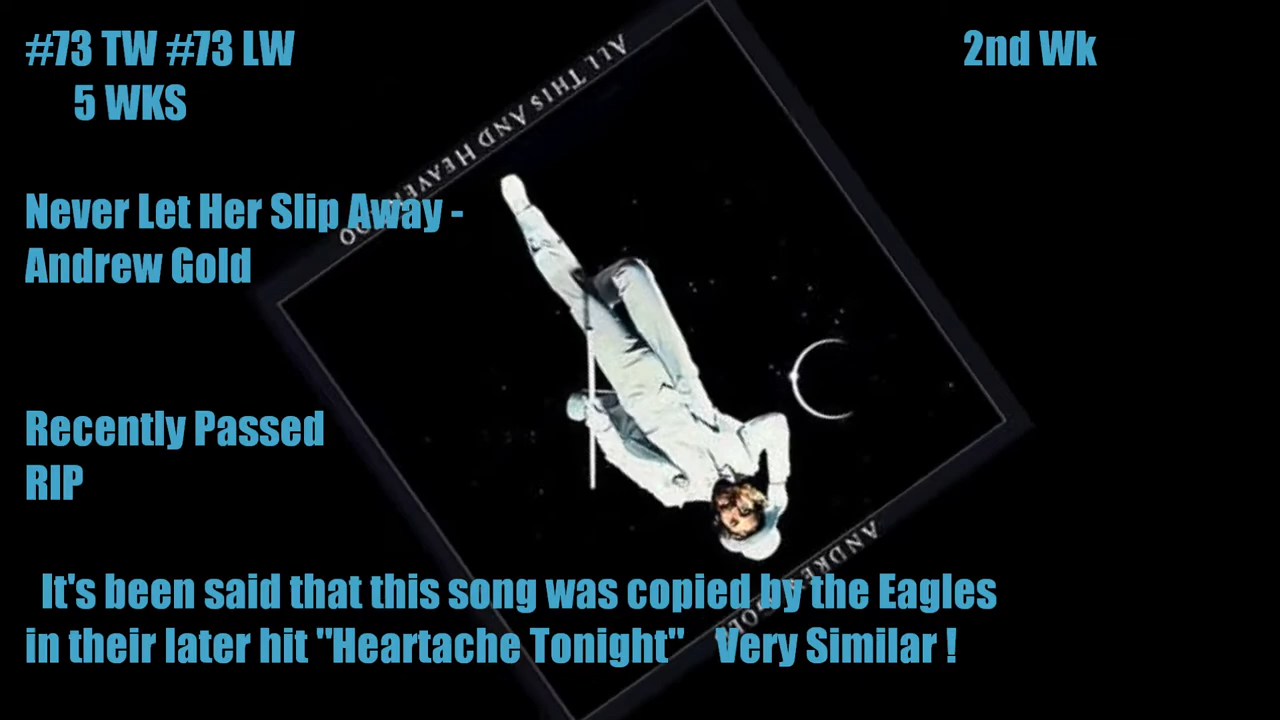 #73 TW #73 LW
2nd Wk
5 WKS
ALL THIS AND HEAVEN TOO
Never Let Her Slip Away -
Andrew Gold
Recently Passed
RIP
ANDREW GOLD
It's been said that this song was copied by the Eagles
in their later hit "Heartache Tonight" Very Similar !